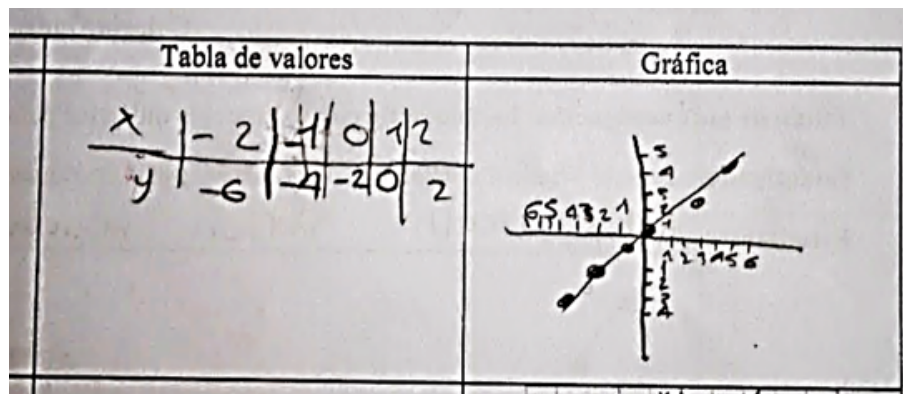 Tabla de valores
Gráfica
x | -2 | -1 | 0 | 1 | 2
y | -6 | -4 | -2 | 0 | 2
5
4
3
2
1
6 5 4 3 2 1
1 2 3 4 5 6
1
2
3
4